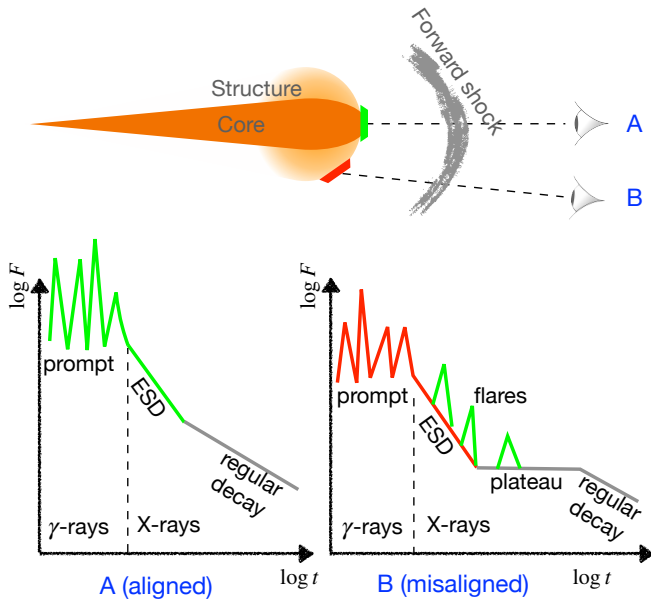 Structure
Core
Forward shock
A
B
log F
prompt
ESD
regular
decay
γ-rays
X-rays
log t
A (aligned)
log F
prompt
ESD
flares
plateau
regular
decay
γ-rays
X-rays
log t
B (misaligned)